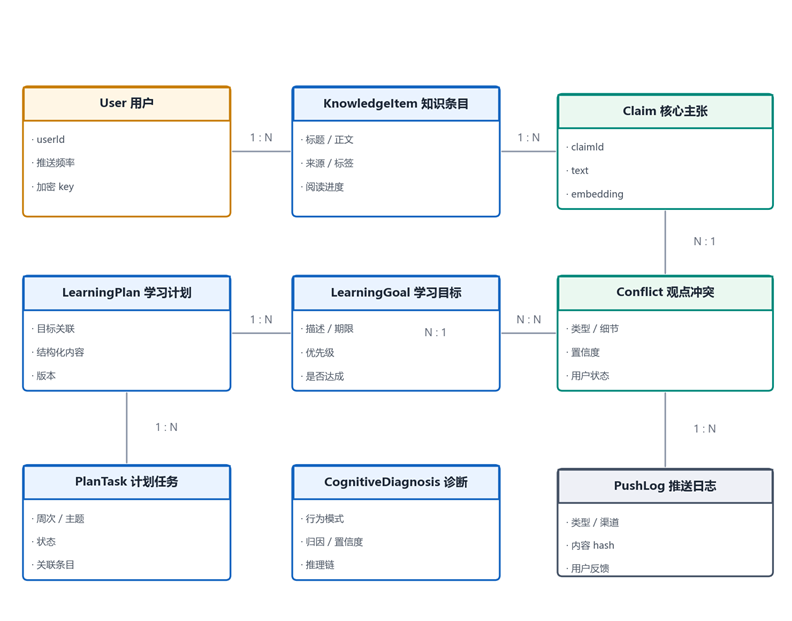 User 用户
· userId
· 推送频率
· 加密 key
1 : N
KnowledgeItem 知识条目
· 标题 / 正文
· 来源 / 标签
· 阅读进度
1 : N
Claim 核心主张
· claimId
· text
· embedding
N : 1
LearningPlan 学习计划
· 目标关联
· 结构化内容
· 版本
1 : N
LearningGoal 学习目标
· 描述 / 期限
· 优先级
· 是否达成
N : 1
N : N
Conflict 观点冲突
· 类型 / 细节
· 置信度
· 用户状态
1 : N
1 : N
PlanTask 计划任务
· 周次 / 主题
· 状态
· 关联条目
CognitiveDiagnosis 诊断
· 行为模式
· 归因 / 置信度
· 推理链
PushLog 推送日志
· 类型 / 渠道
· 内容 hash
· 用户反馈